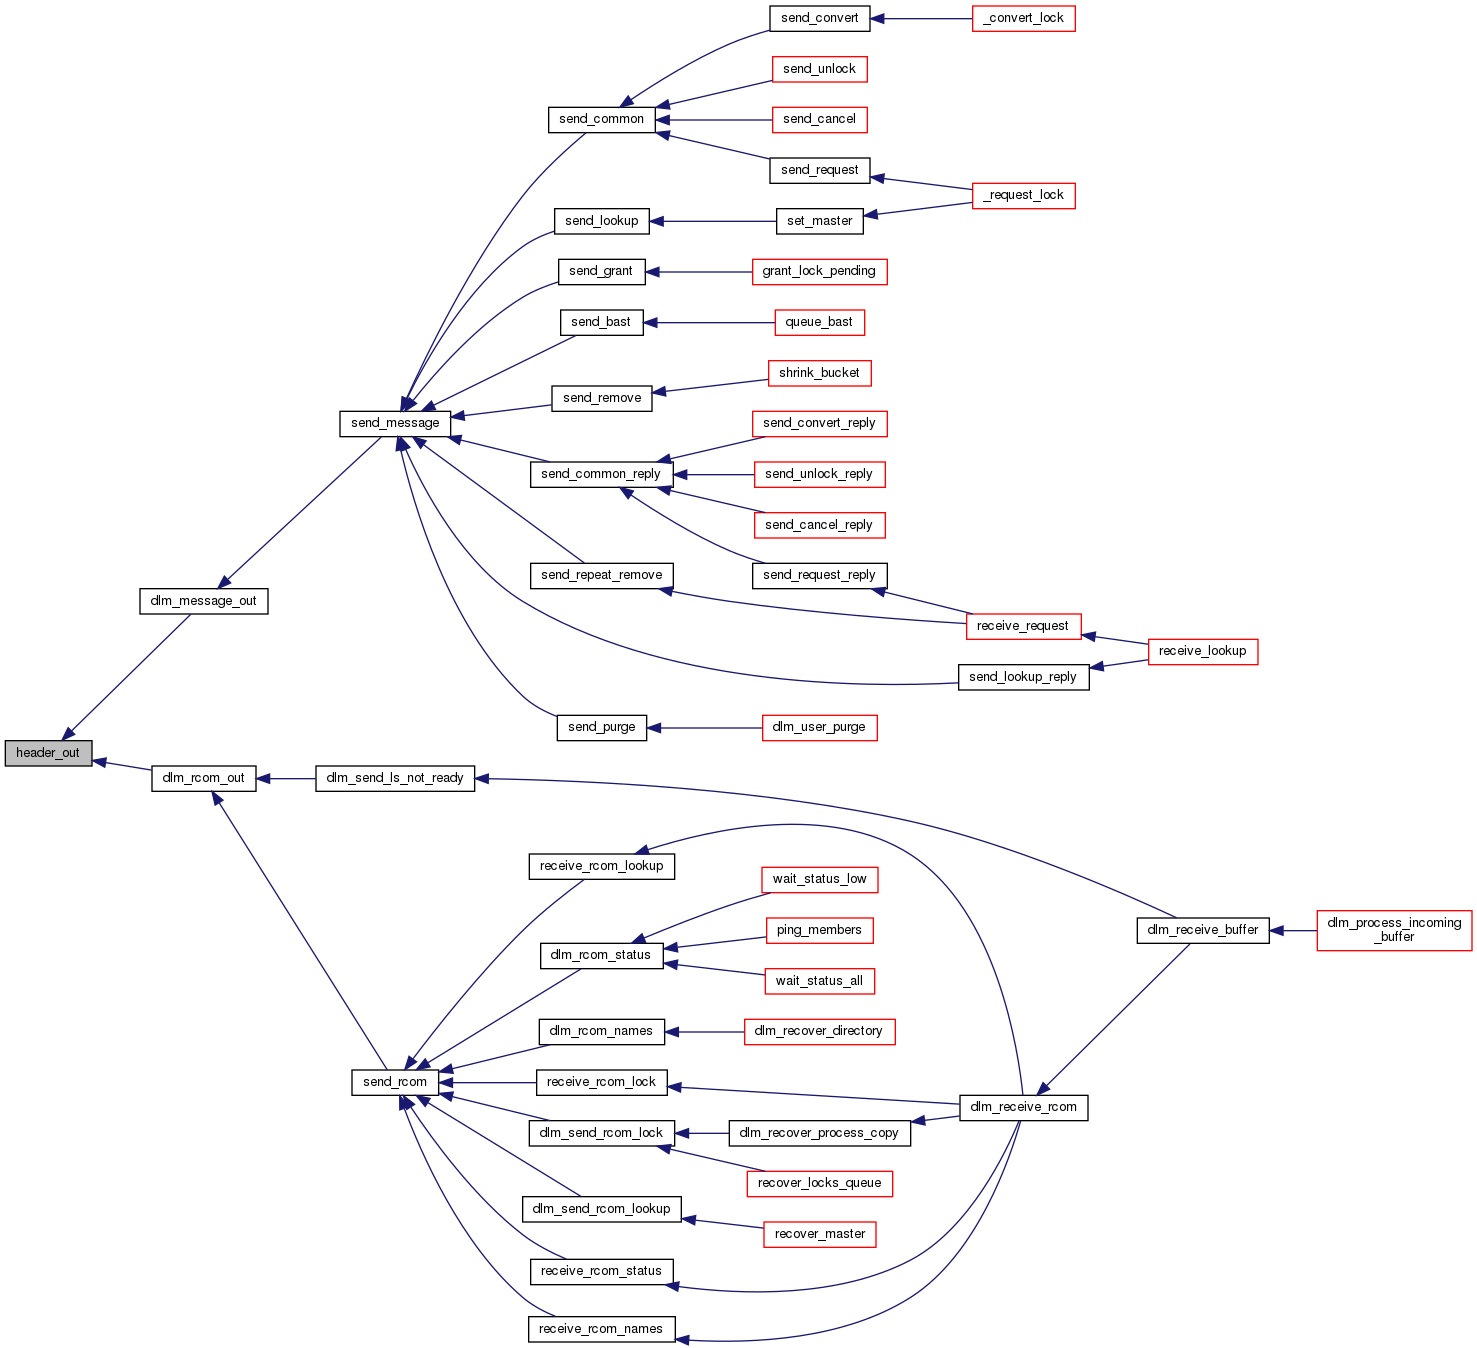 send_convert
_convert_lock
send_unlock
send_common
send_cancel
send_request
_request_lock
send_lookup
set_master
send_grant
grant_lock_pending
send_bast
queue_bast
shrink_bucket
send_remove
send_message
send_convert_reply
send_common_reply
send_unlock_reply
send_cancel_reply
send_repeat_remove
send_request_reply
dlm_message_out
receive_request
receive_lookup
send_lookup_reply
send_purge
dlm_user_purge
header_out
dlm_rcom_out
dlm_send_ls_not_ready
receive_rcom_lookup
wait_status_low
ping_members
dlm_receive_buffer
dlm_process_incoming
_buffer
dlm_rcom_status
wait_status_all
dlm_rcom_names
dlm_recover_directory
send_rcom
receive_rcom_lock
dlm_receive_rcom
dlm_send_rcom_lock
dlm_recover_process_copy
recover_locks_queue
dlm_send_rcom_lookup
recover_master
receive_rcom_status
receive_rcom_names